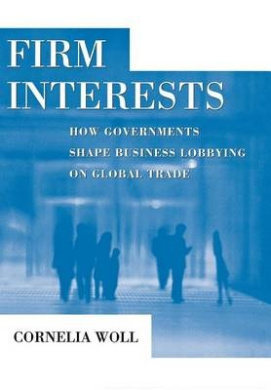 FIRM
INTERESTS
HOW GOVERNMENTS
SHAPE BUSINESS LOBBYING
ON GLOBAL TRADE
CORNELIA WOLL